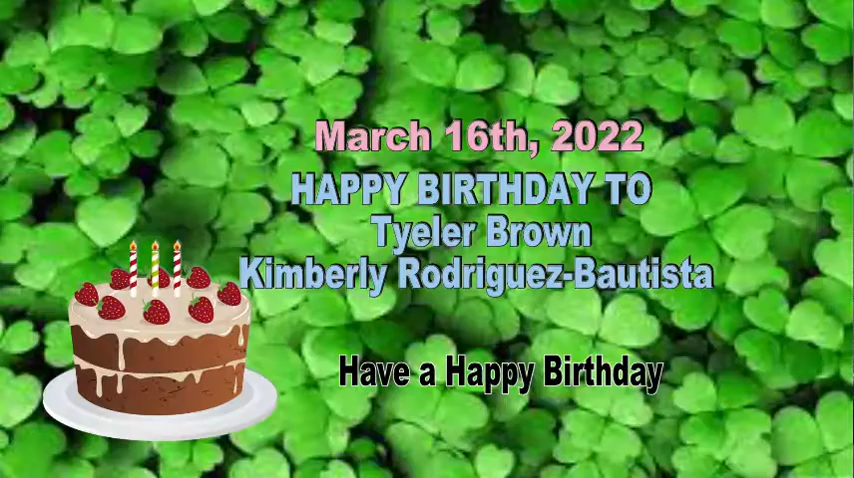 March 16th, 2022
HAPPY BIRTHDAY TO
Tyeler Brown
Kimberly Rodriguez-Bautista
Have a Happy Birthday